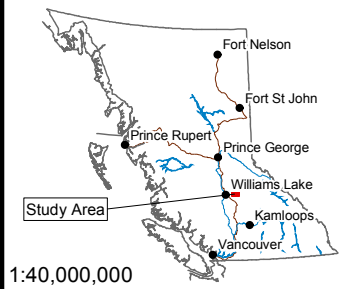 Fort Nelson
Fort St John
Prince Rupert
Prince George
Williams Lake
Study Area
Kamloops
Vancouver
1:40,000,000